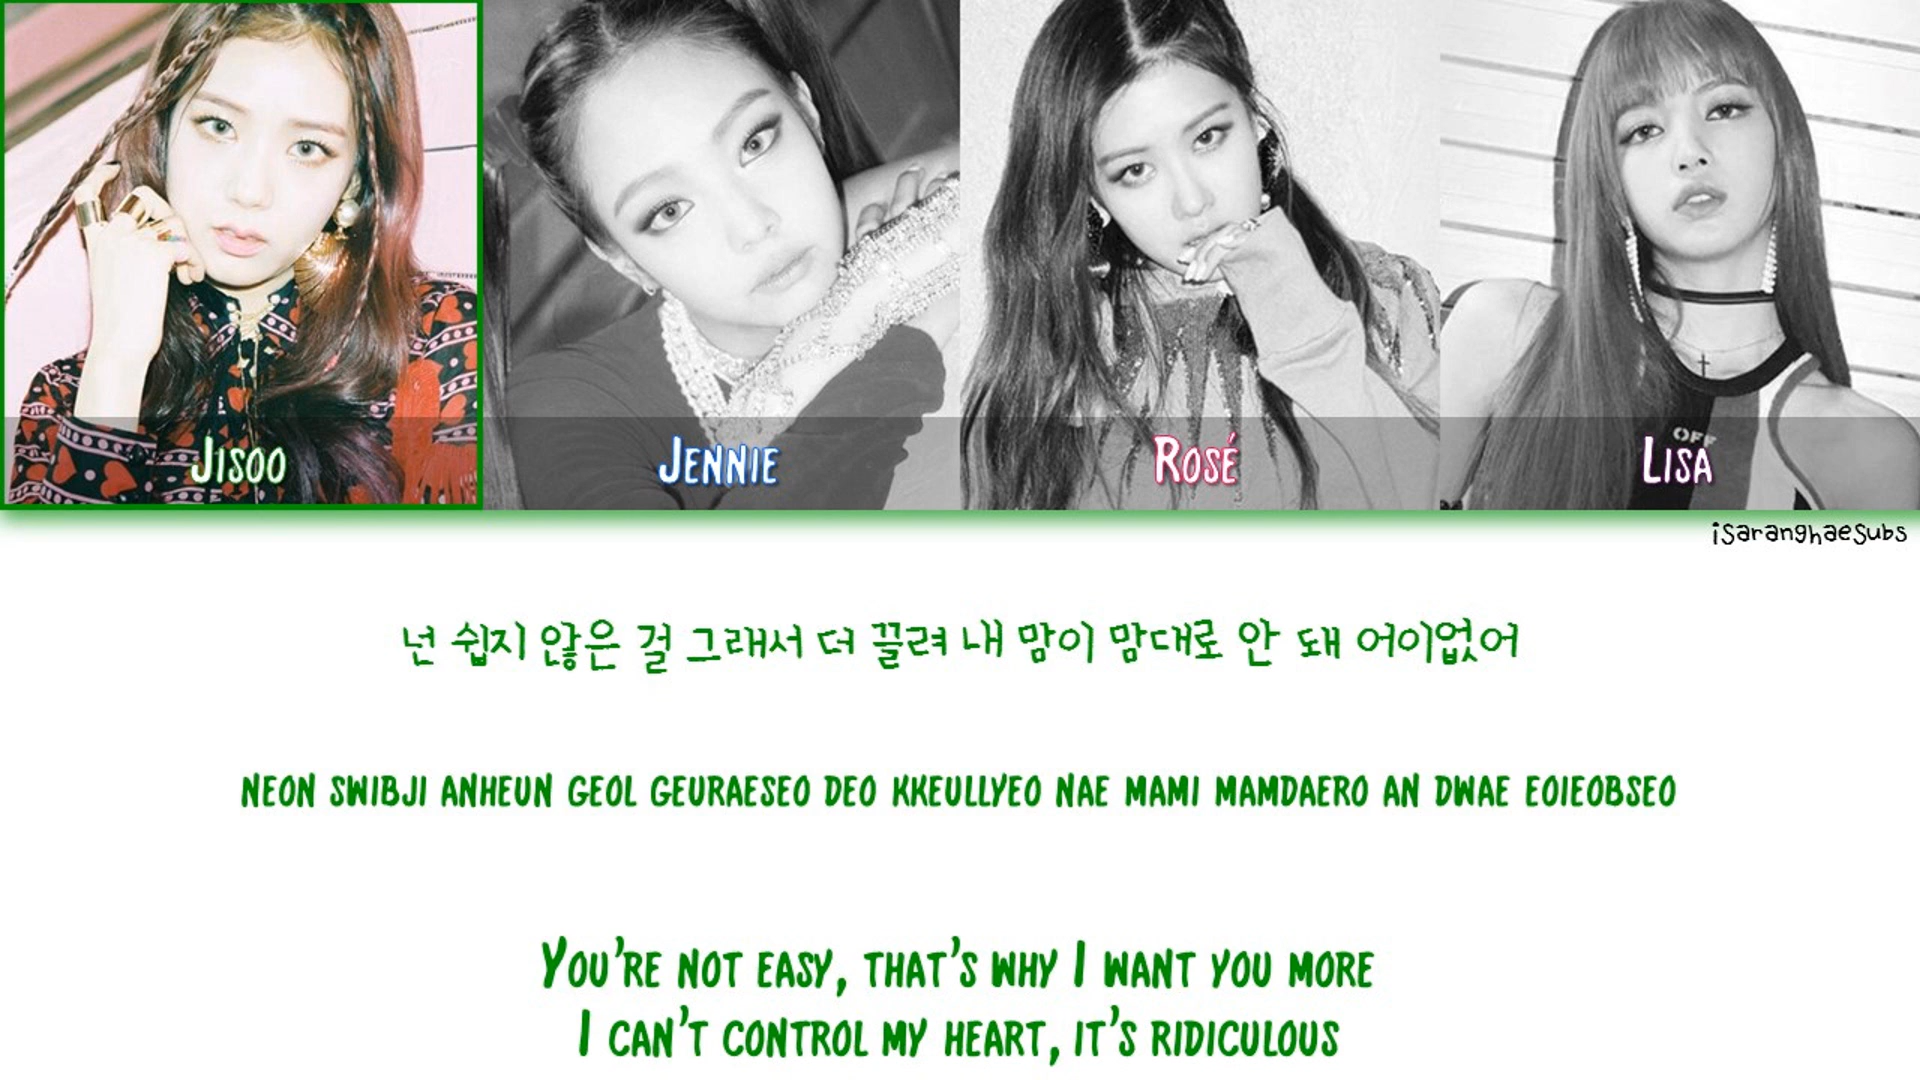 Jisoo
Jennie
Rosé
OFF
Lisa
isaranghaesubs
넌 쉽지 않은 걸 그래서 더 끌려 내 맘이 맘대로 안 돼 어이없어
NEON SWIBJI ANHEUN GEOL GEURAESEO DEO KKEULLYEO NAE MAMI MAMDAERO AN DWAE EOIEOBSEO
You're not easy, that's why I want you more
I can't control my heart, it's ridiculous